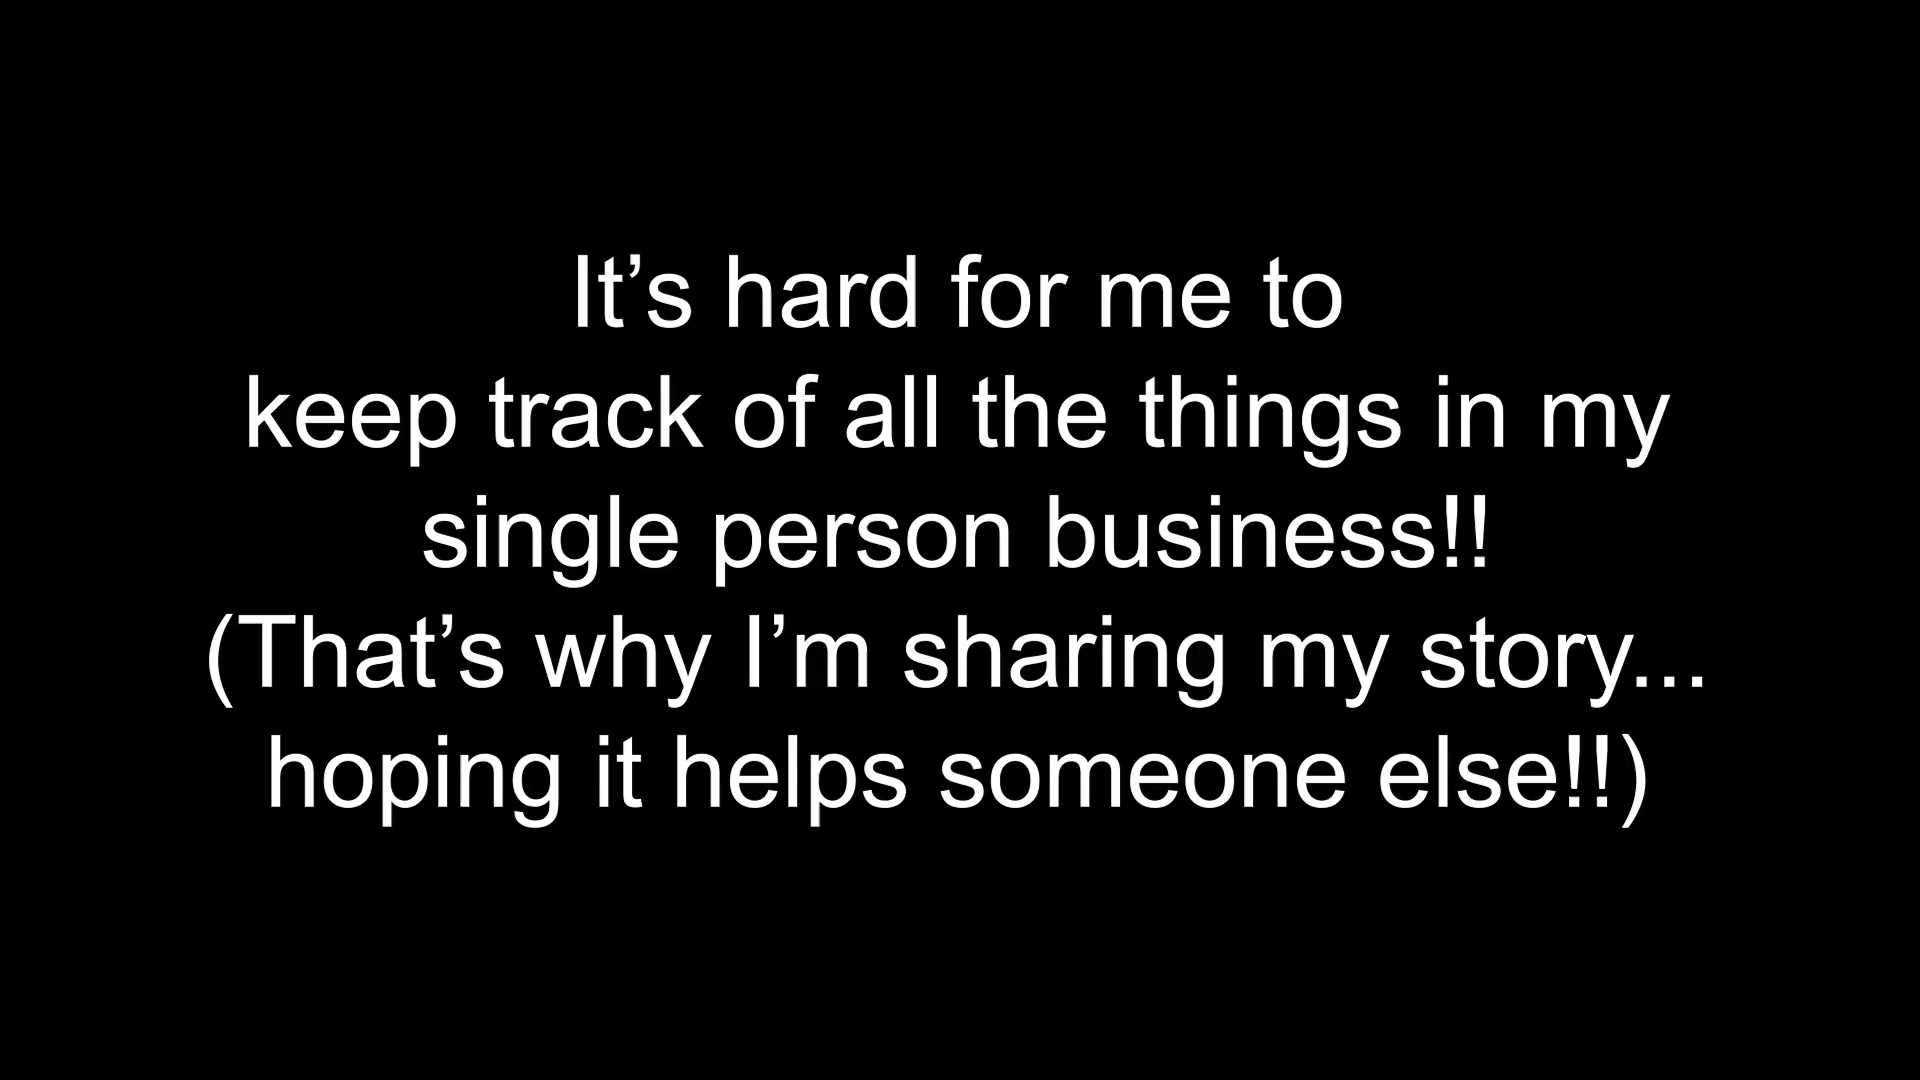 It’s hard for me to
keep track of all the things in my
single person business!!
(That’s why I’m sharing my story...
hoping it helps someone else!!)